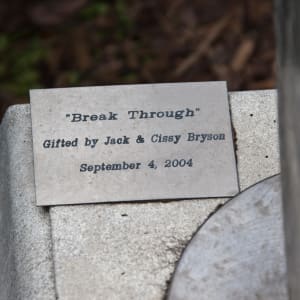 "Break Through"
Gifted by Jack & Cissy Bryson
September 4, 2004